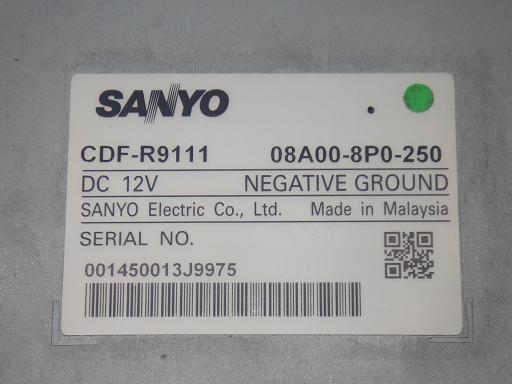 SANYO
CDF-R9111 08A00-8P0-250
DC 12V NEGATIVE GROUND
SANYO Electric Co., Ltd. Made in Malaysia
SERIAL NO.
001450013J9975